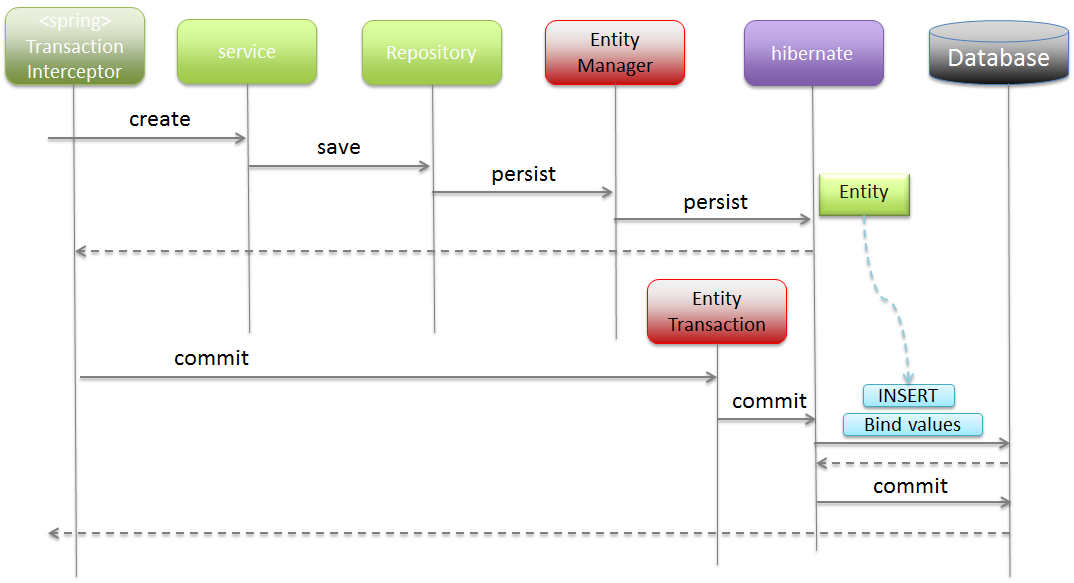 <spring>
Transaction
Interceptor
service
Repository
Entity
Manager
hibernate
Database
create
save
persist
persist
Entity
Entity
Transaction
commit
INSERT
commit
Bind values
commit